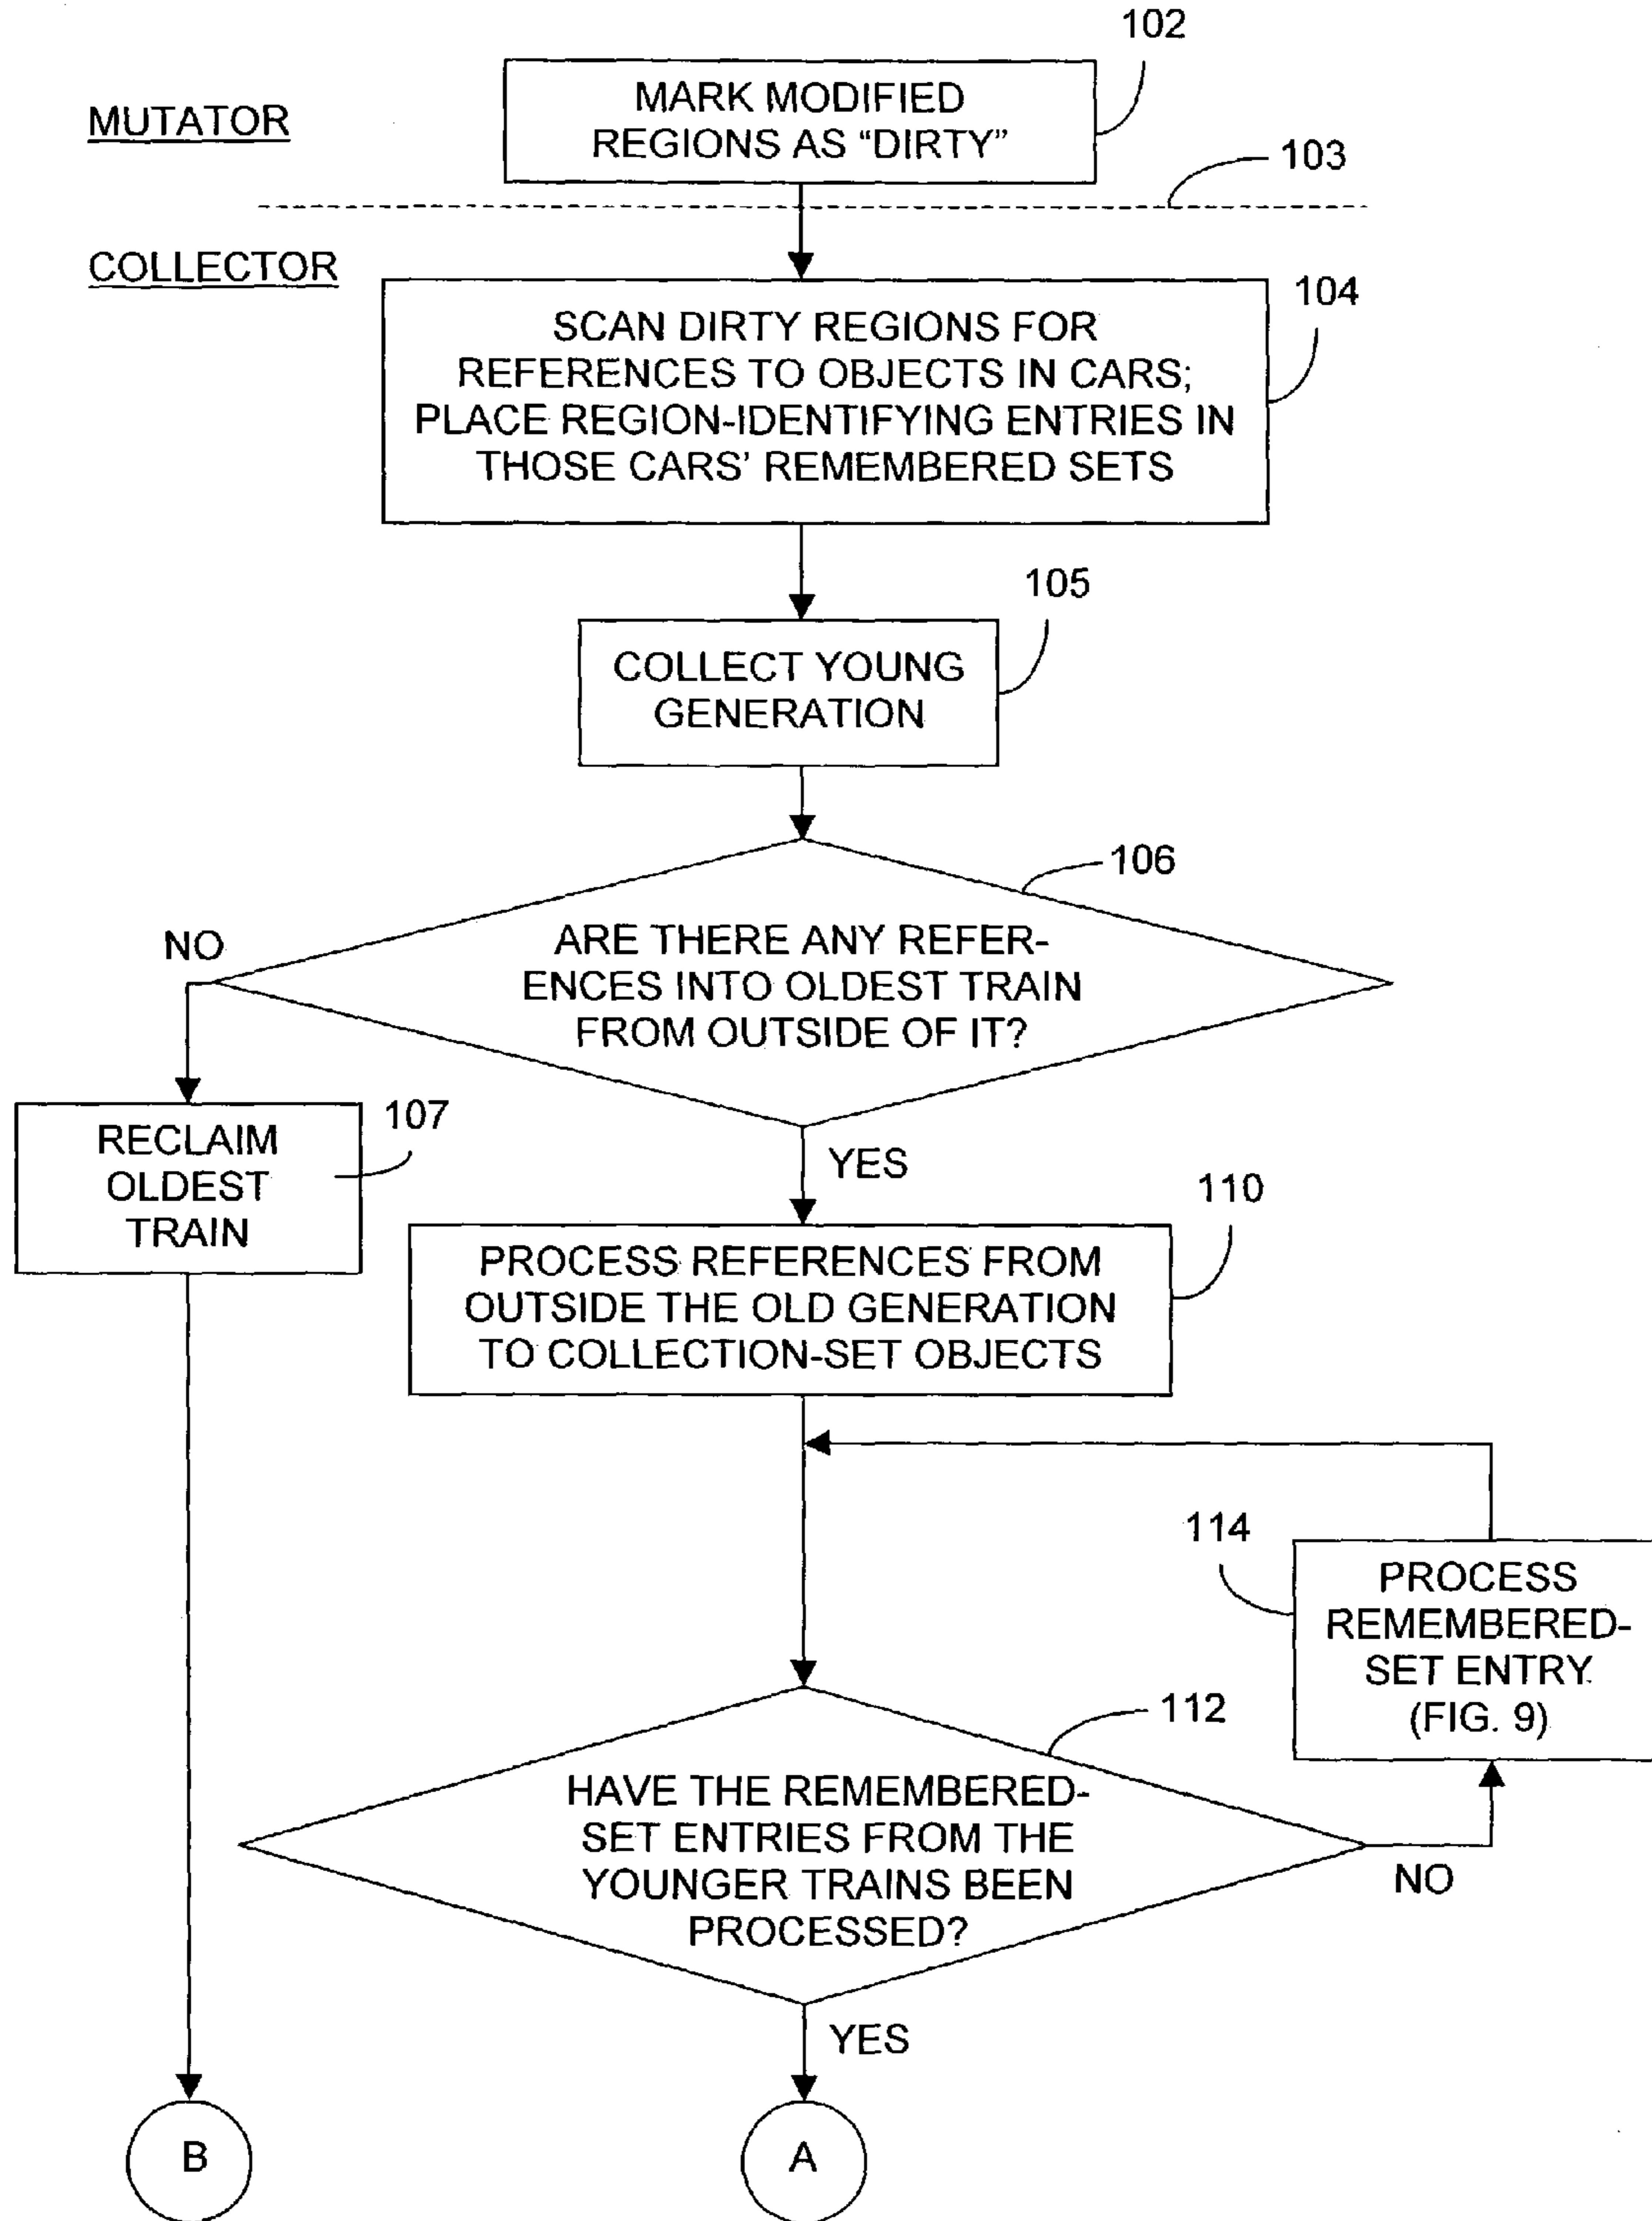 102
MUTATOR
MARK MODIFIED
REGIONS AS “DIRTY”
103
COLLECTOR
104
SCAN DIRTY REGIONS FOR
REFERENCES TO OBJECTS IN CARS;
PLACE REGION-IDENTIFYING ENTRIES IN
THOSE CARS’ REMEMBERED SETS
105
COLLECT YOUNG
GENERATION
106
NO
ARE THERE ANY REFER-
ENCES INTO OLDEST TRAIN
FROM OUTSIDE OF IT?
107
RECLAIM
OLDEST
TRAIN
YES
110
PROCESS REFERENCES FROM
OUTSIDE THE OLD GENERATION
TO COLLECTION-SET OBJECTS
114
PROCESS
REMEMBERED-
SET ENTRY
(FIG. 9)
112
HAVE THE REMEMBERED-
SET ENTRIES FROM THE
YOUNGER TRAINS BEEN
PROCESSED?
NO
YES
B
A